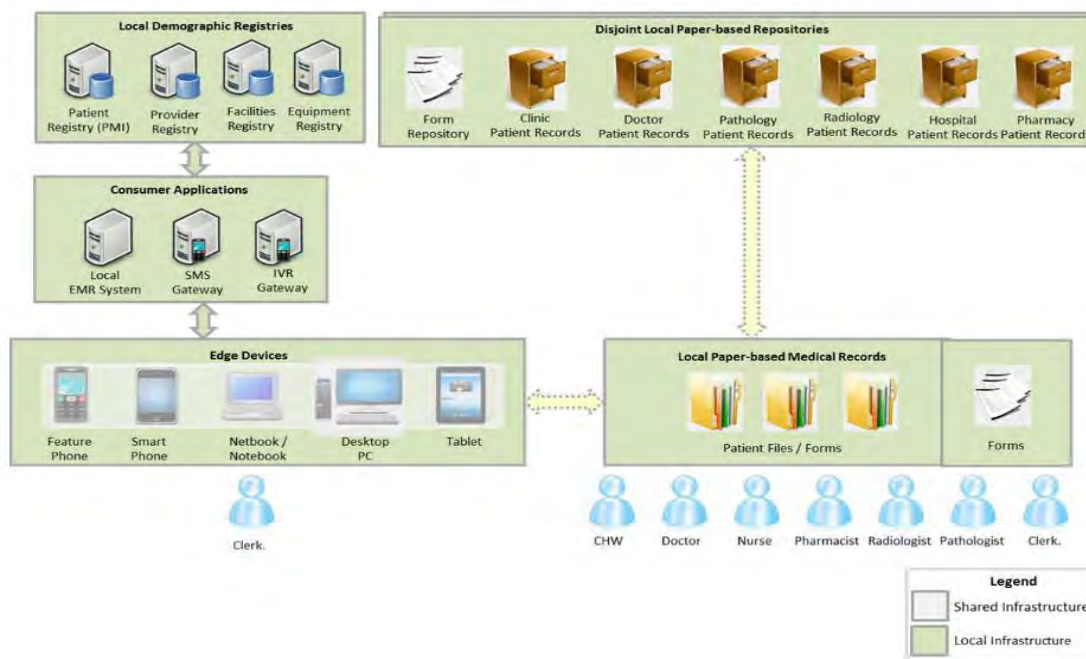 Local Demographic Registries
Patient
Registry (PMI)
Provider
Registry
Facilities
Registry
Equipment
Registry
Disjoint Local Paper-based Repositories
Form
Repository
Clinic
Patient Records
Doctor
Patient Records
Pathology
Patient Records
Radiology
Patient Records
Hospital
Patient Records
Pharmacy
Patient Records
Consumer Applications
Local
EMR System
SMS
Gateway
IVR
Gateway
Edge Devices
Feature
Phone
Smart
Phone
Netbook /
Notebook
Desktop
PC
Tablet
Local Paper-based Medical Records
Patient Files / Forms
Forms
Clerk.
CHW
Doctor
Nurse
Pharmacist
Radiologist
Pathologist
Clerk.
Legend
Shared Infrastructure
Local Infrastructure